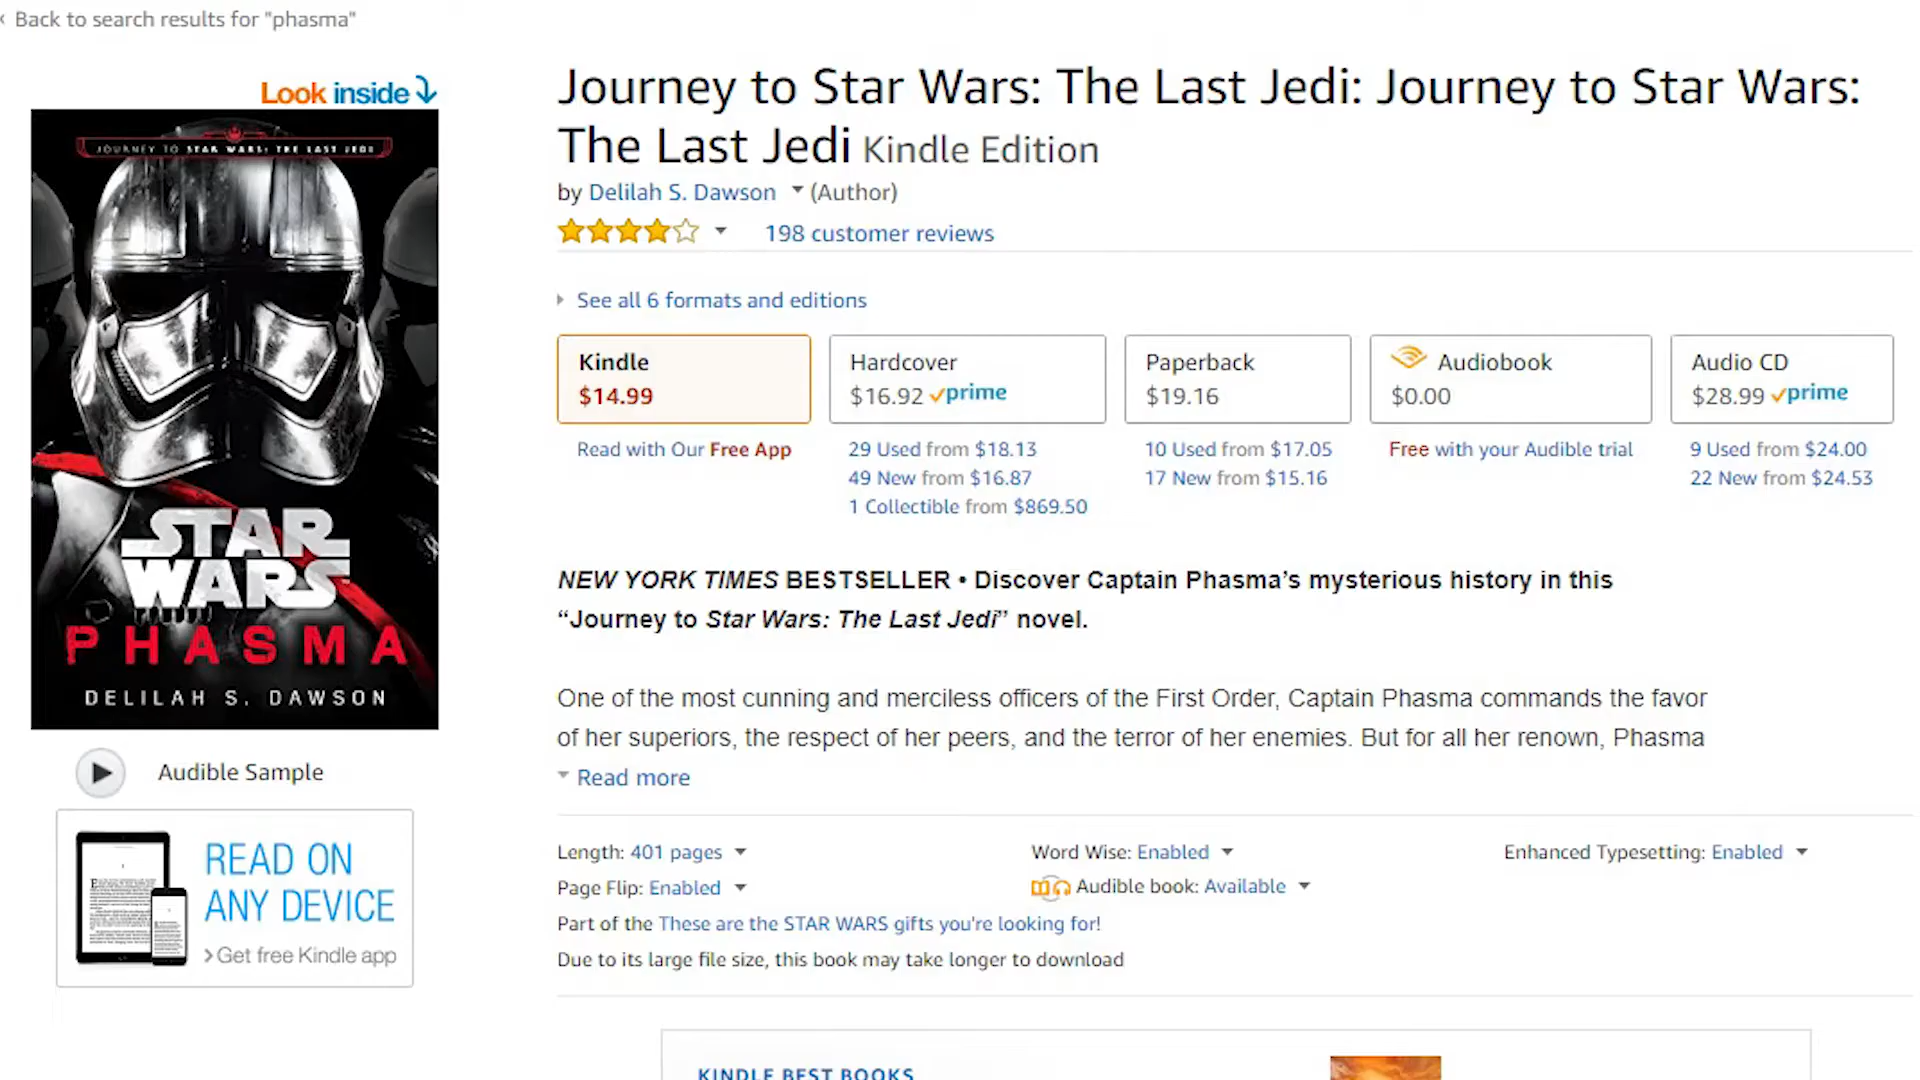 ‹ Back to search results for "phasma"
Look inside
JOURNEY TO STAR WARS: THE LAST JEDI
STAR
WARS
PHASMA
DELILAH S. DAWSON
Audible Sample
READ ON
ANY DEVICE
> Get free Kindle app
Journey to Star Wars: The Last Jedi: Journey to Star Wars:
The Last Jedi Kindle Edition
by Delilah S. Dawson (Author)
198 customer reviews
See all 6 formats and editions
Kindle
$14.99
Read with Our Free App
Hardcover
$16.92 prime
29 Used from $18.13
49 New from $16.87
1 Collectible from $869.50
Paperback
$19.16
10 Used from $17.05
17 New from $15.16
Audiobook
$0.00
Free with your Audible trial
Audio CD
$28.99 prime
9 Used from $24.00
22 New from $24.53
NEW YORK TIMES BESTSELLER • Discover Captain Phasma’s mysterious history in this
“Journey to Star Wars: The Last Jedi” novel.
One of the most cunning and merciless officers of the First Order, Captain Phasma commands the favor
of her superiors, the respect of her peers, and the terror of her enemies. But for all her renown, Phasma
Read more
Length: 401 pages
Word Wise: Enabled
Enhanced Typesetting: Enabled
Page Flip: Enabled
Audible book: Available
Part of the These are the STAR WARS gifts you're looking for!
Due to its large file size, this book may take longer to download
KINDLE BEST BOOKS